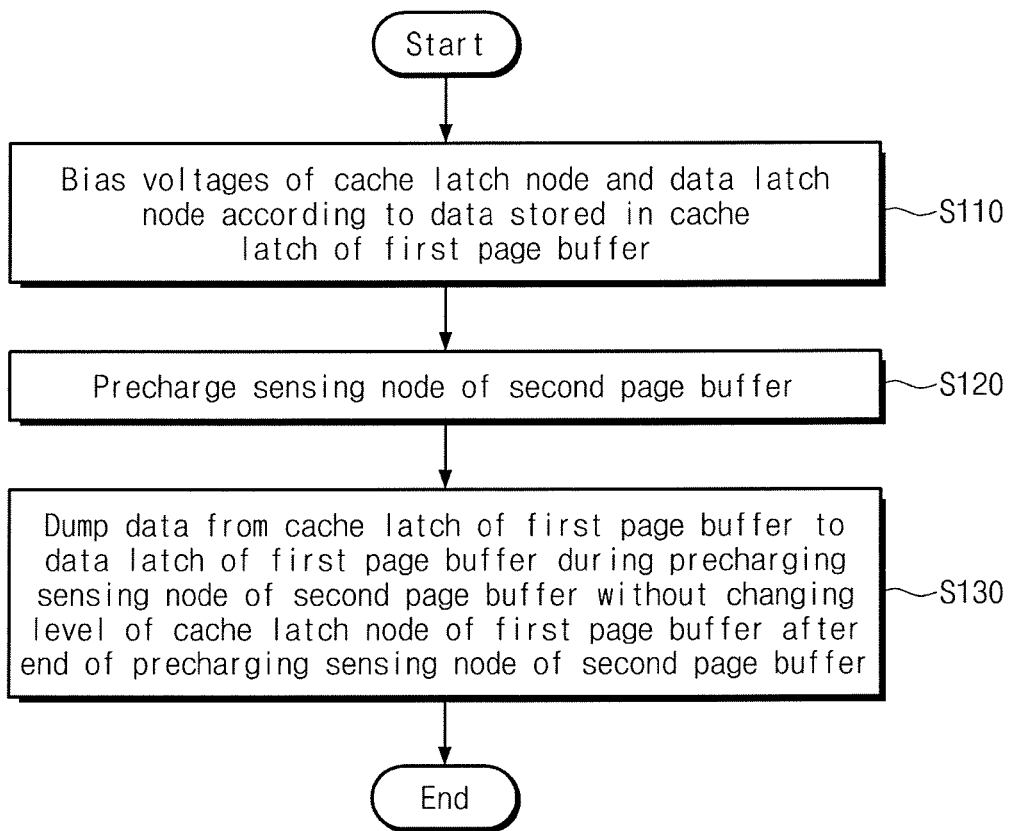 Start
Bias voltages of cache latch node and data latch
node according to data stored in cache
latch of first page buffer
S110
Precharge sensing node of second page buffer
S120
Dump data from cache latch of first page buffer to
data latch of first page buffer during precharging
sensing node of second page buffer without changing
level of cache latch node of first page buffer after
end of precharging sensing node of second page buffer
S130
End